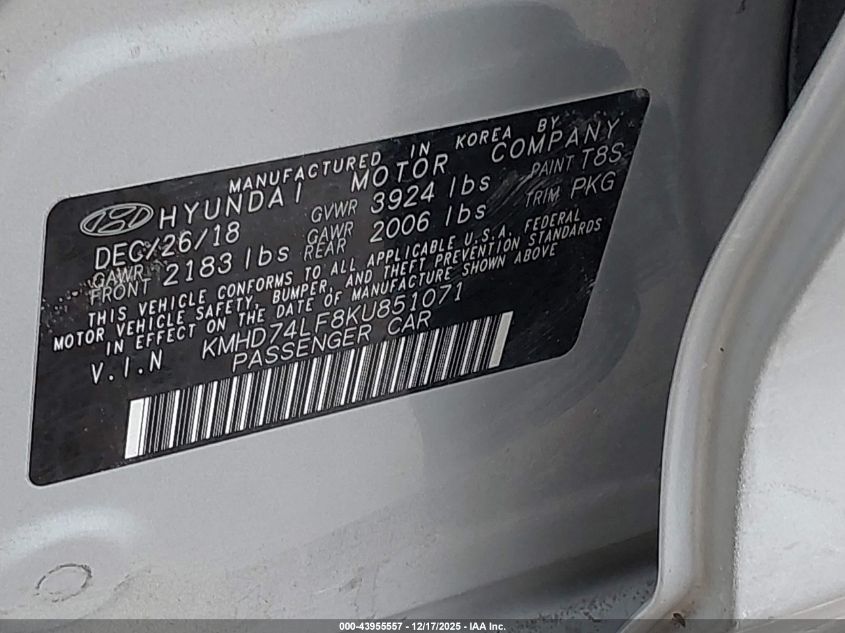 MANUFACTURED IN KOREA BY
HYUNDAI MOTOR COMPANY
DEC/26/18 GVWR 3924 lbs PAINT T8S
GAWR FRONT 2183 lbs GAWR REAR 2006 lbs TRIM PKG
THIS VEHICLE CONFORMS TO ALL APPLICABLE U.S.A. FEDERAL
MOTOR VEHICLE SAFETY, BUMPER, AND THEFT PREVENTION STANDARDS
IN EFFECT ON THE DATE OF MANUFACTURE SHOWN ABOVE
V.I.N KMHD74LF8KU851071
PASSENGER CAR
000-43955557 - 12/17/2025 - IAA Inc.